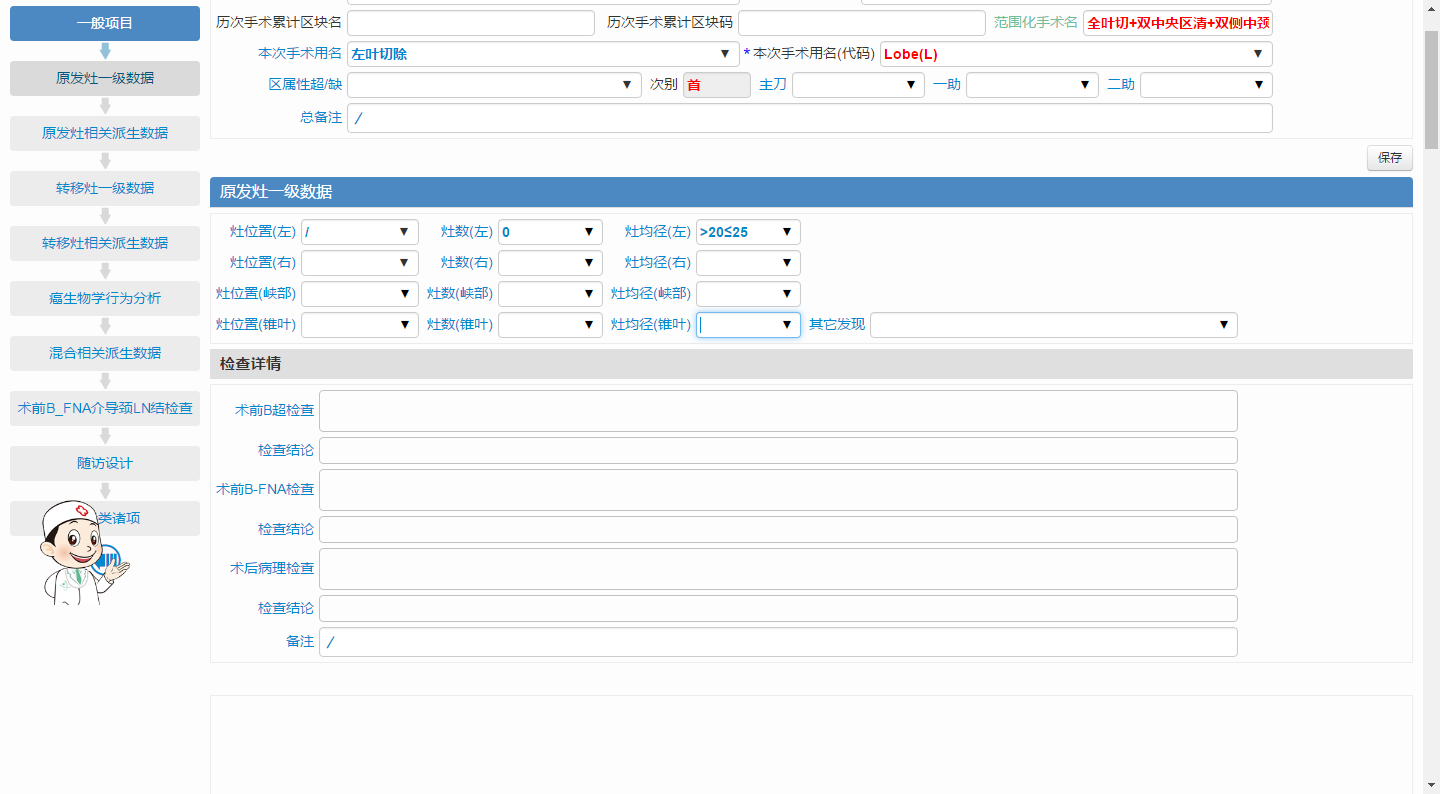 一般项目
原发灶一级数据
原发灶相关派生数据
转移灶一级数据
转移灶相关派生数据
癌生物学行为分析
混合相关派生数据
术前B_FNA介导颈LN结检查
随访设计
类诸项
历次手术累计区块名 历次手术累计区块码 范围化手术名 全叶切+双中央区清+双侧中颈
本次手术用名 左叶切除 * 本次手术用名(代码) Lobe(L)
区属性超/缺 次别 首 主刀 一助 二助
总备注 /
保存
原发灶一级数据
灶位置(左) / 灶数(左) 0 灶均径(左) >20≤25
灶位置(右) 灶数(右) 灶均径(右)
灶位置(峡部) 灶数(峡部) 灶均径(峡部)
灶位置(锥叶) 灶数(锥叶) 灶均径(锥叶) 其它发现
检查详情
术前B超检查
检查结论
术前B-FNA检查
检查结论
术后病理检查
检查结论
备注 /